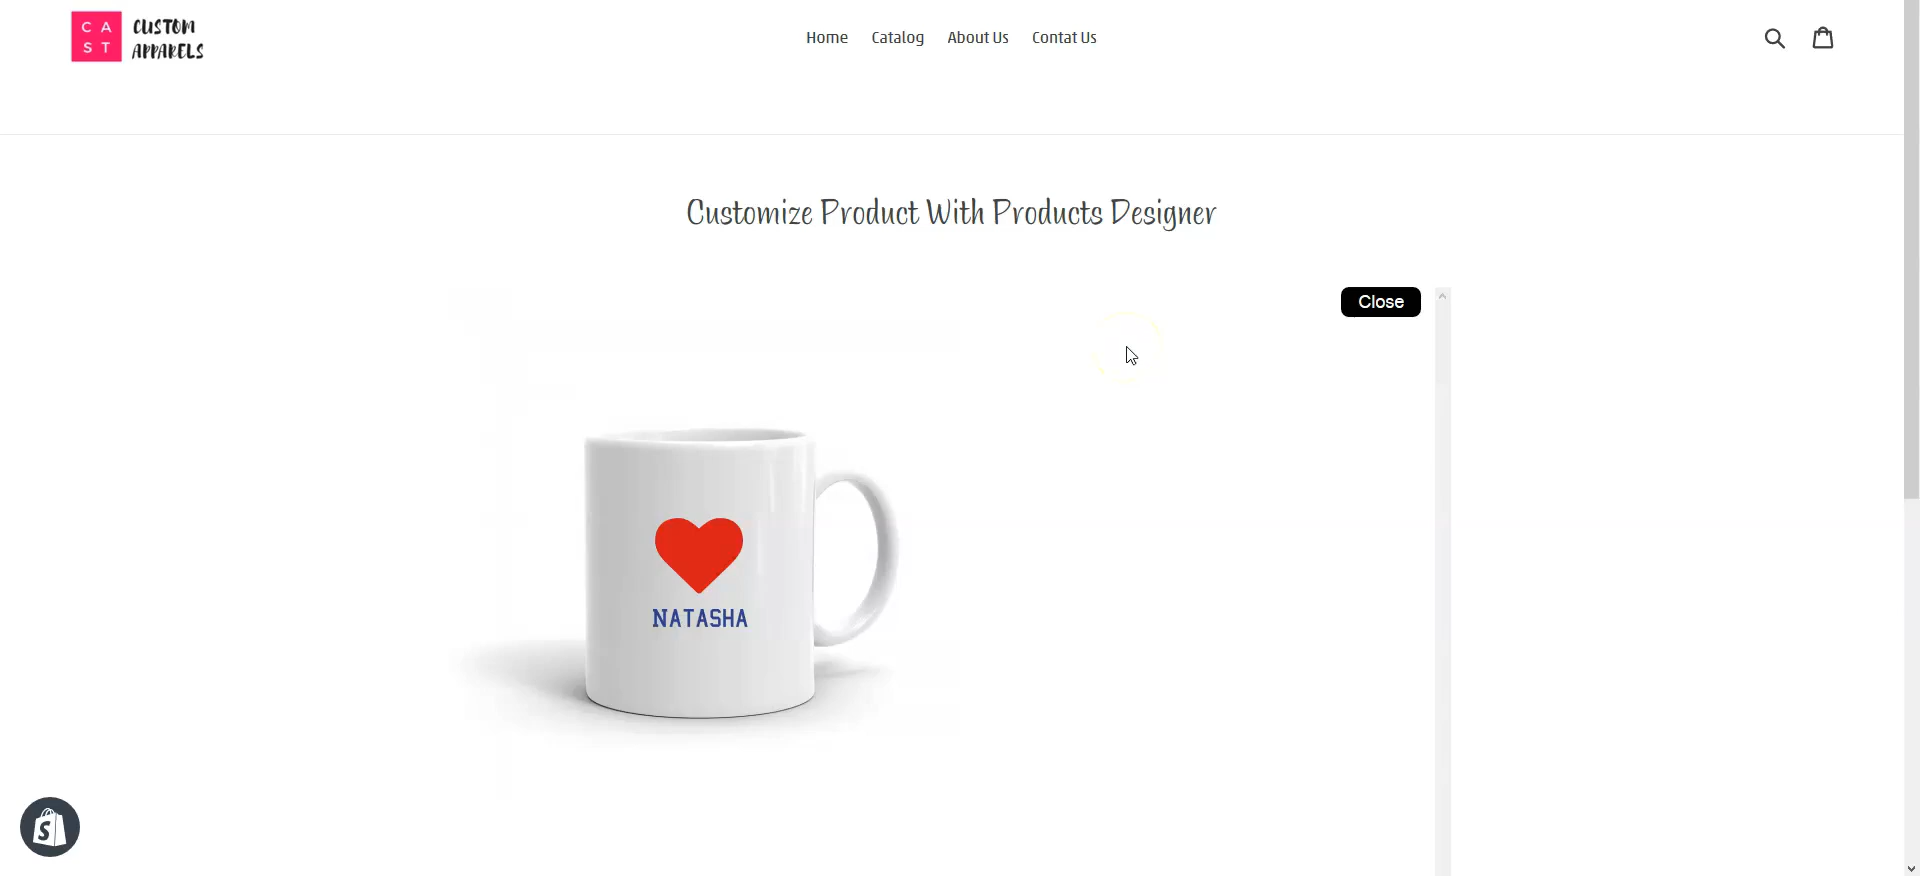 C A
S T
CUSTOM
APPARELS
Home Catalog About Us Contat Us
Customize Product With Products Designer
Close
NATASHA
S